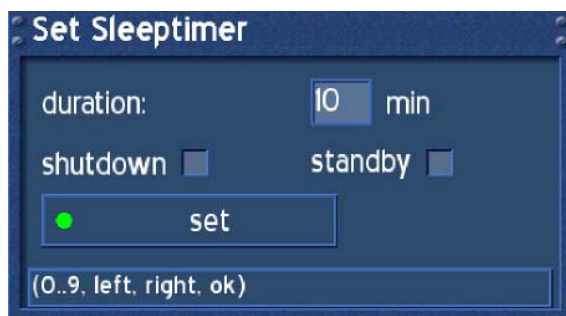 Set Sleeptimer
duration: 10 min
shutdown standby
set
(0..9, left, right, ok)